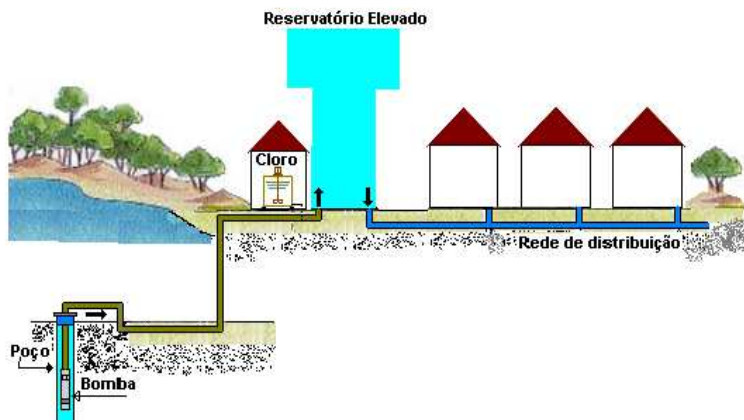 Reservatório Elevado
Cloro
Rede de distribuição
Poço
Bomba